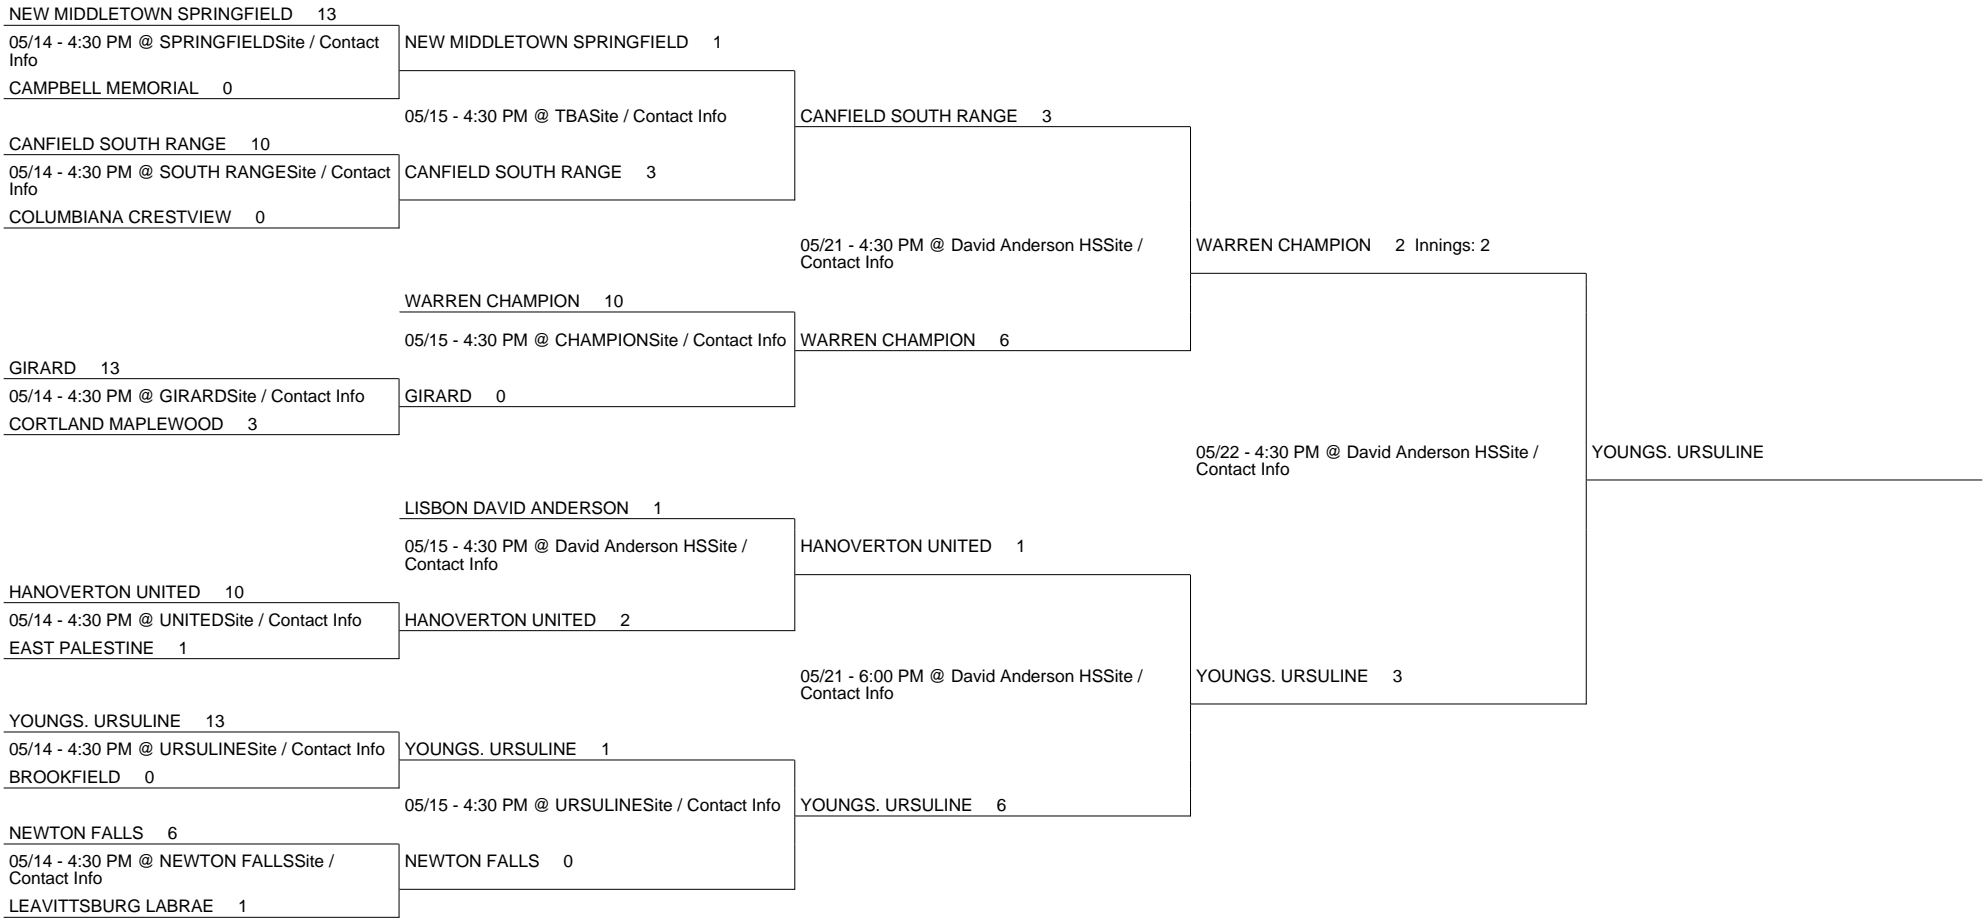 NEW MIDDLETOWN SPRINGFIELD 13
05/14 - 4:30 PM @ SPRINGFIELDSite / Contact
Info
CAMPBELL MEMORIAL 0
CANFIELD SOUTH RANGE 10
05/14 - 4:30 PM @ SOUTH RANGESite / Contact
Info
COLUMBIANA CRESTVIEW 0
GIRARD 13
05/14 - 4:30 PM @ GIRARDSite / Contact Info
CORTLAND MAPLEWOOD 3
HANOVERTON UNITED 10
05/14 - 4:30 PM @ UNITEDSite / Contact Info
EAST PALESTINE 1
YOUNGS. URSULINE 13
05/14 - 4:30 PM @ URSULINESite / Contact Info
BROOKFIELD 0
NEWTON FALLS 6
05/14 - 4:30 PM @ NEWTON FALLSSite /
Contact Info
LEAVITTSBURG LABRAE 1
NEW MIDDLETOWN SPRINGFIELD 1
05/15 - 4:30 PM @ TBASite / Contact Info
CANFIELD SOUTH RANGE 3
WARREN CHAMPION 10
05/15 - 4:30 PM @ CHAMPIONSite / Contact Info
GIRARD 0
LISBON DAVID ANDERSON 1
05/15 - 4:30 PM @ David Anderson HSSite /
Contact Info
HANOVERTON UNITED 2
YOUNGS. URSULINE 1
05/15 - 4:30 PM @ URSULINESite / Contact Info
NEWTON FALLS 0
CANFIELD SOUTH RANGE 3
05/21 - 4:30 PM @ David Anderson HSSite /
Contact Info
WARREN CHAMPION 6
HANOVERTON UNITED 1
05/21 - 6:00 PM @ David Anderson HSSite /
Contact Info
YOUNGS. URSULINE 6
WARREN CHAMPION 2 Innings: 2
05/22 - 4:30 PM @ David Anderson HSSite /
Contact Info
YOUNGS. URSULINE 3
YOUNGS. URSULINE